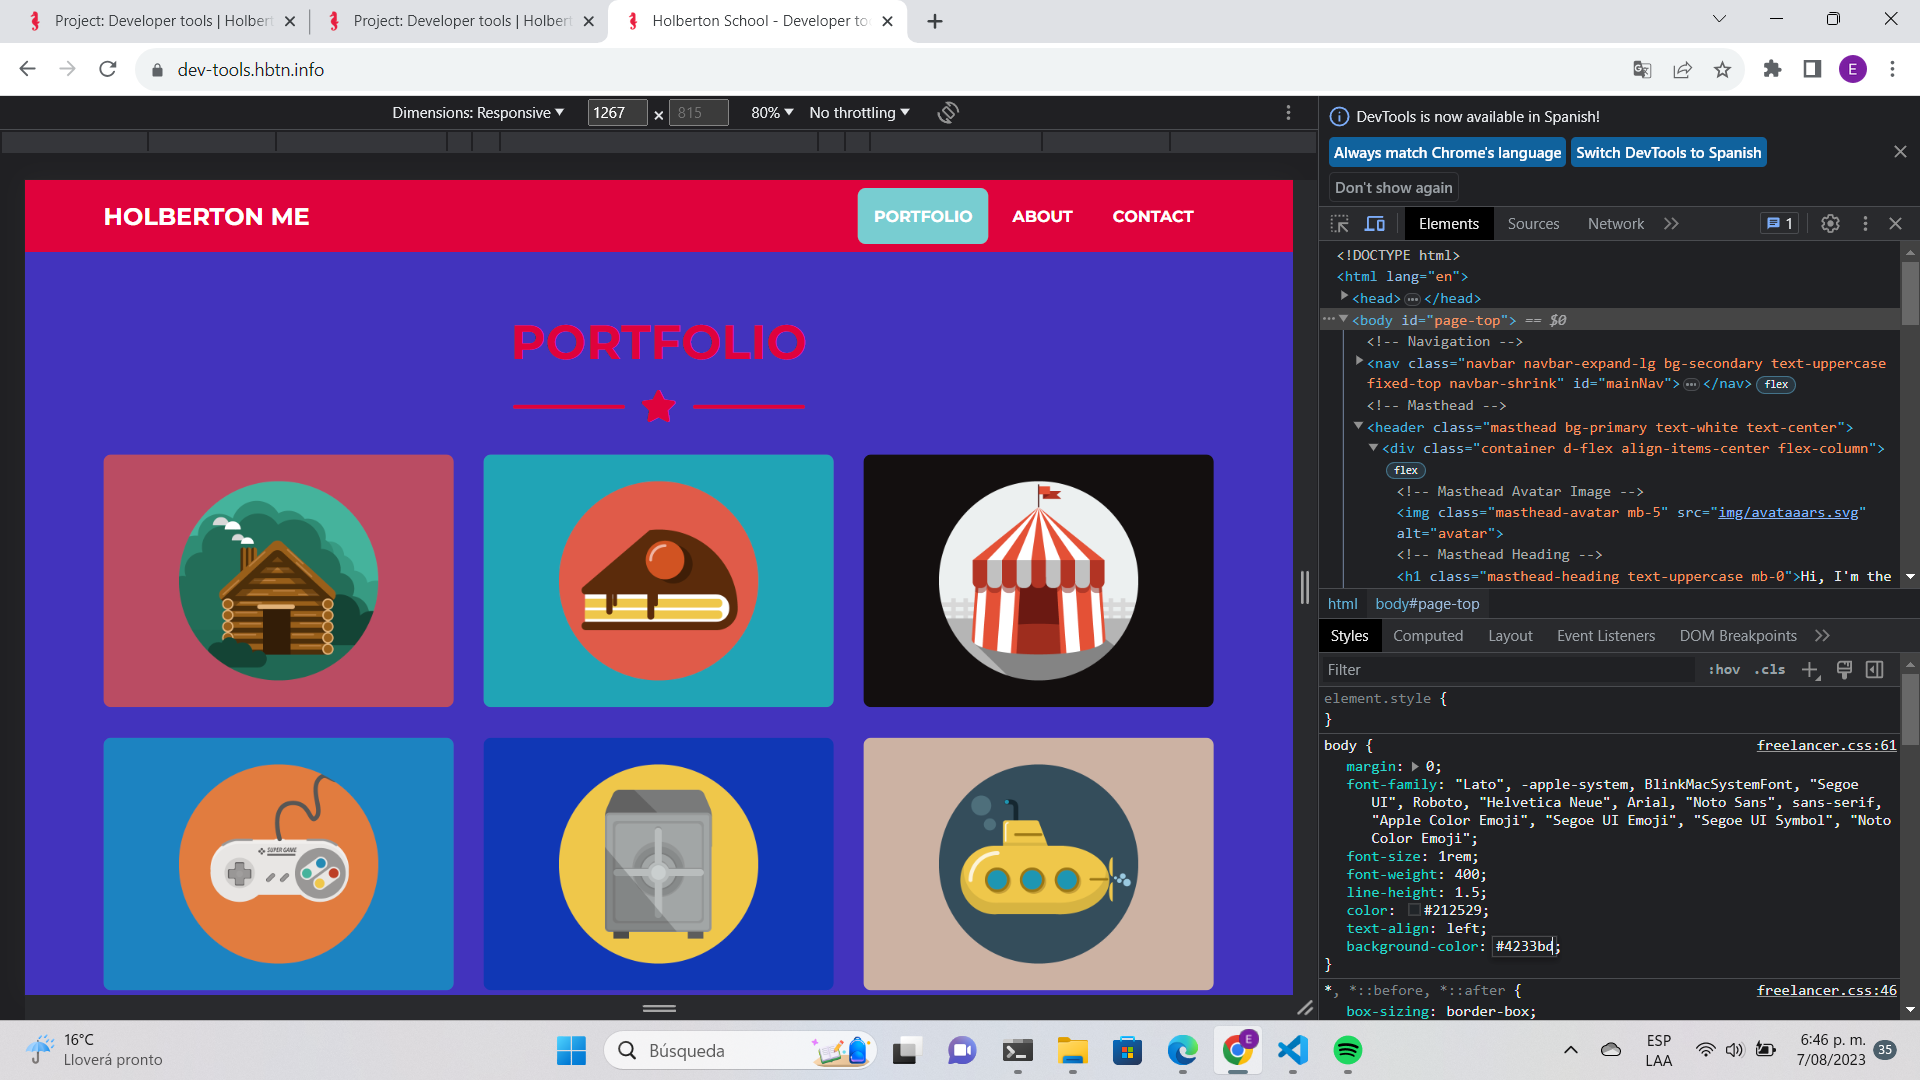 Project: Developer tools | Holbert
Project: Developer tools | Holbert
Holberton School - Developer to
dev-tools.hbtn.info
E
Dimensions: Responsive
1267
×
815
80%
No throttling
DevTools is now available in Spanish!
Always match Chrome's language
Switch DevTools to Spanish
Don't show again
HOLBERTON ME
PORTFOLIO
ABOUT
CONTACT
PORTFOLIO
SUPER GAME
Elements
Sources
Network
1
<!DOCTYPE html>
<html lang="en">
<head>
</head>
<body id="page-top"> == $0
<!-- Navigation -->
<nav class="navbar navbar-expand-lg bg-secondary text-uppercase
fixed-top navbar-shrink" id="mainNav">
</nav>
flex
<!-- Masthead -->
<header class="masthead bg-primary text-white text-center">
<div class="container d-flex align-items-center flex-column">
flex
<!-- Masthead Avatar Image -->
<img class="masthead-avatar mb-5" src="img/avataaars.svg"
alt="avatar">
<!-- Masthead Heading -->
<h1 class="masthead-heading text-uppercase mb-0">Hi, I'm the
html
body#page-top
Styles
Computed
Layout
Event Listeners
DOM Breakpoints
Filter
:hov
.cls
element.style {
}
body {
freelancer.css:61
margin: 0;
font-family: "Lato", -apple-system, BlinkMacSystemFont, "Segoe
UI", Roboto, "Helvetica Neue", Arial, "Noto Sans", sans-serif,
"Apple Color Emoji", "Segoe UI Emoji", "Segoe UI Symbol", "Noto
Color Emoji";
font-size: 1rem;
font-weight: 400;
line-height: 1.5;
color: #212529;
text-align: left;
background-color: #4233bd;
}
*, *::before, *::after {
freelancer.css:46
box-sizing: border-box;
16°C
Lloverá pronto
Búsqueda
E
ESP
LAA
6:46 p. m.
7/08/2023
35